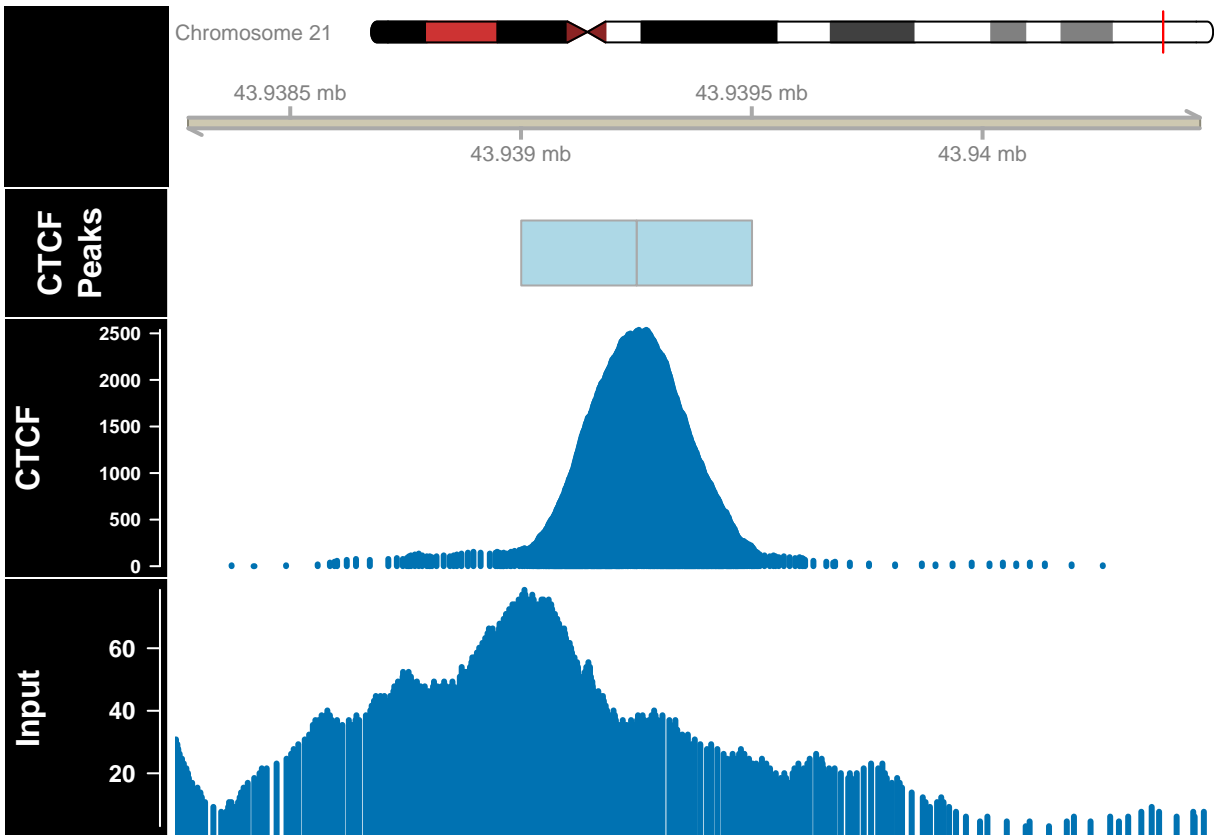 Chromosome 21
43.9385 mb
43.9395 mb
43.939 mb
43.94 mb
CTCF
Peaks
CTCF
2500
2000
1500
1000
500
0
Input
60
40
20